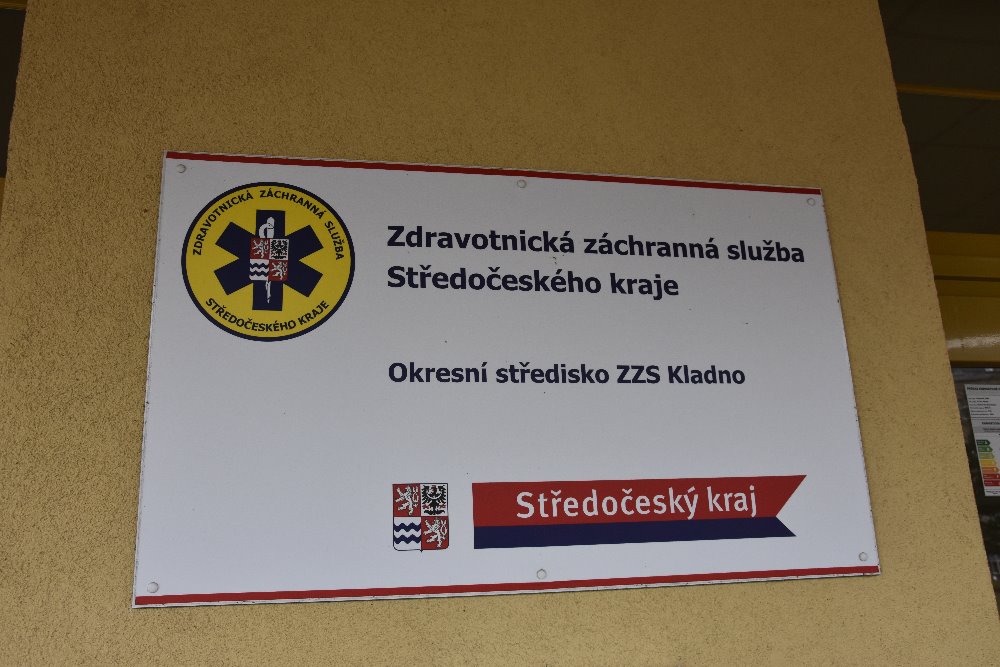 ZDRAVOTNICKÁ ZÁCHRANNÁ SLUŽBA
STŘEDOČESKÉHO KRAJE
Zdravotnická záchranná služba
Středočeského kraje
Okresní středisko ZZS Kladno
Středočeský kraj